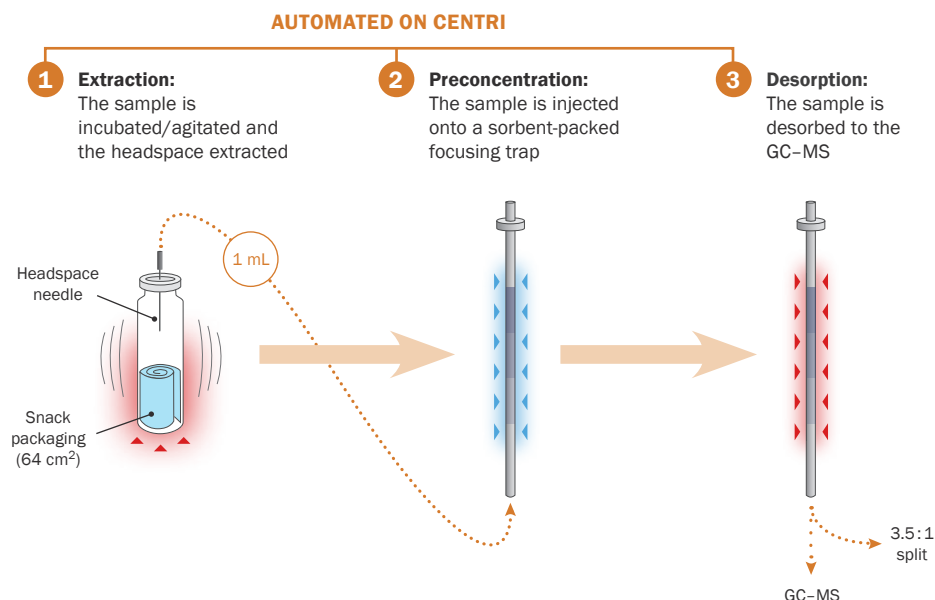 AUTOMATED ON CENTRI
1
Extraction:
The sample is
incubated/agitated and
the headspace extracted
2
Preconcentration:
The sample is injected
onto a sorbent-packed
focusing trap
3
Desorption:
The sample is
desorbed to the
GC–MS
Headspace
needle
1 mL
Snack
packaging
(64 cm²)
3.5:1
split
GC–MS